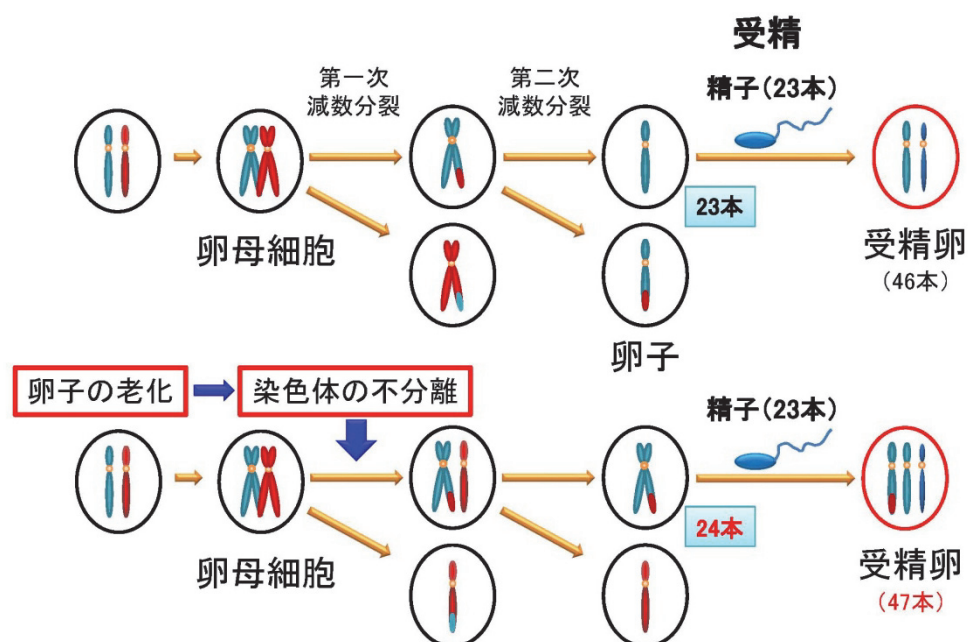 受精
第一次
減数分裂
第二次
減数分裂
精子(23本)
23本
卵母細胞
受精卵
(46本)
卵子
卵子の老化
染色体の不分離
精子(23本)
24本
卵母細胞
受精卵
(47本)